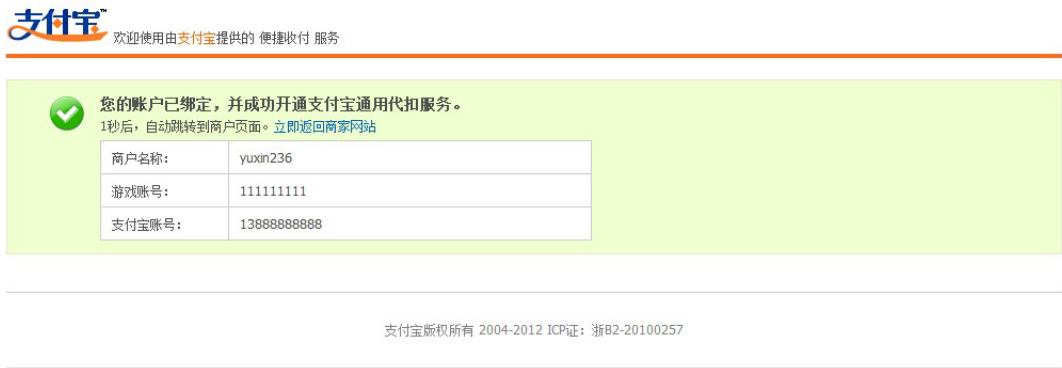 支付宝™ 欢迎使用由支付宝提供的 便捷收付 服务
您的账户已绑定，并成功开通支付宝通用代扣服务。
1秒后，自动跳转到商户页面。立即返回商家网站
商户名称： yuxin236
游戏账号： 111111111
支付宝账号： 13888888888
支付宝版权所有 2004-2012 ICP证：浙B2-20100257